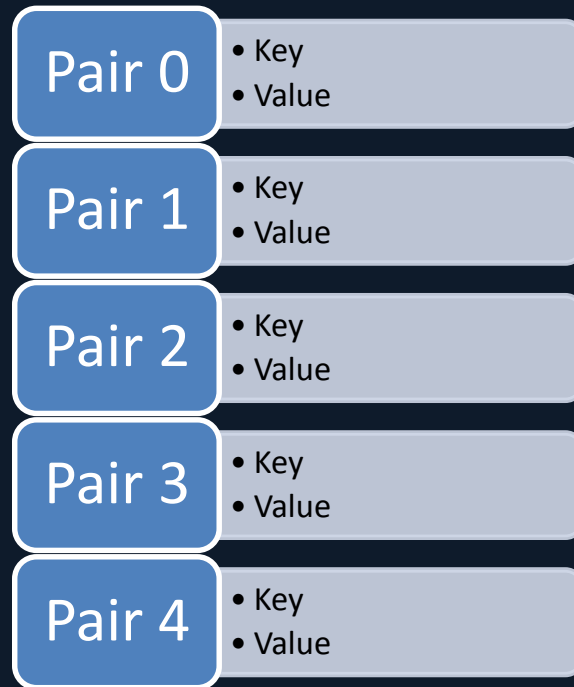 Pair 0
• Key
• Value
Pair 1
• Key
• Value
Pair 2
• Key
• Value
Pair 3
• Key
• Value
Pair 4
• Key
• Value